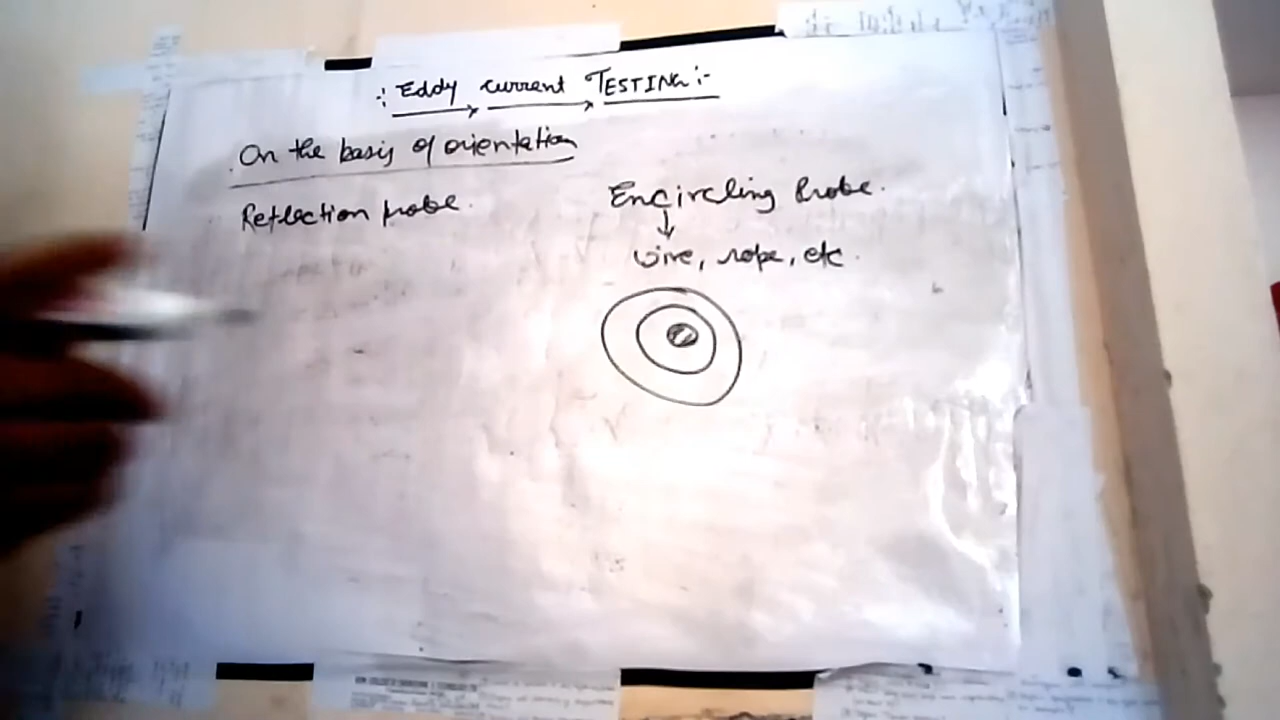 :Eddy current TESTING:-
On the basis of orientation
Reflection probe.
Encircling Probe.
wire, rope, etc.